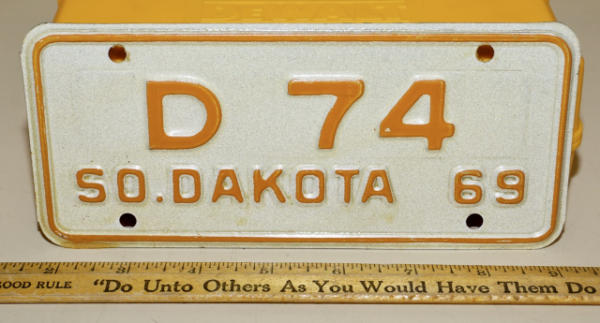 D 74
SO.DAKOTA 69
GOOD RULE "Do Unto Others As You Would Have Them Do